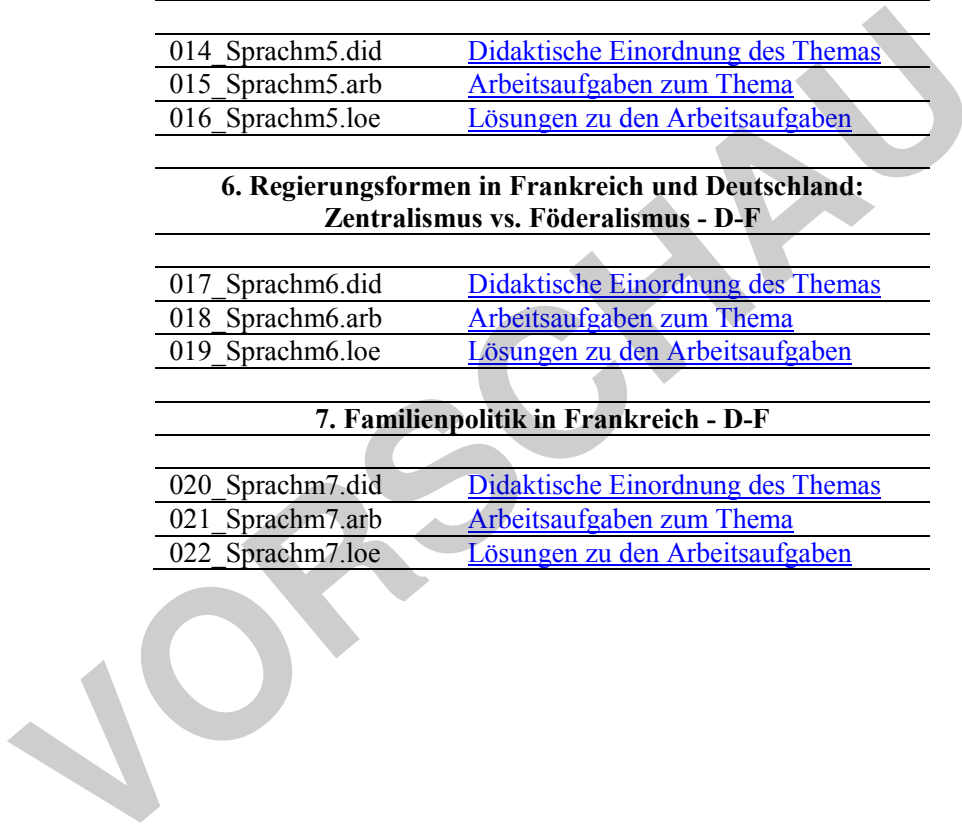 014_Sprachm5.did Didaktische Einordnung des Themas
015_Sprachm5.arb Arbeitsaufgaben zum Thema
016_Sprachm5.loe Lösungen zu den Arbeitsaufgaben
6. Regierungsformen in Frankreich und Deutschland:
Zentralismus vs. Föderalismus - D-F
017_Sprachm6.did Didaktische Einordnung des Themas
018_Sprachm6.arb Arbeitsaufgaben zum Thema
019_Sprachm6.loe Lösungen zu den Arbeitsaufgaben
7. Familienpolitik in Frankreich - D-F
020_Sprachm7.did Didaktische Einordnung des Themas
021_Sprachm7.arb Arbeitsaufgaben zum Thema
022_Sprachm7.loe Lösungen zu den Arbeitsaufgaben
VORSCHAU